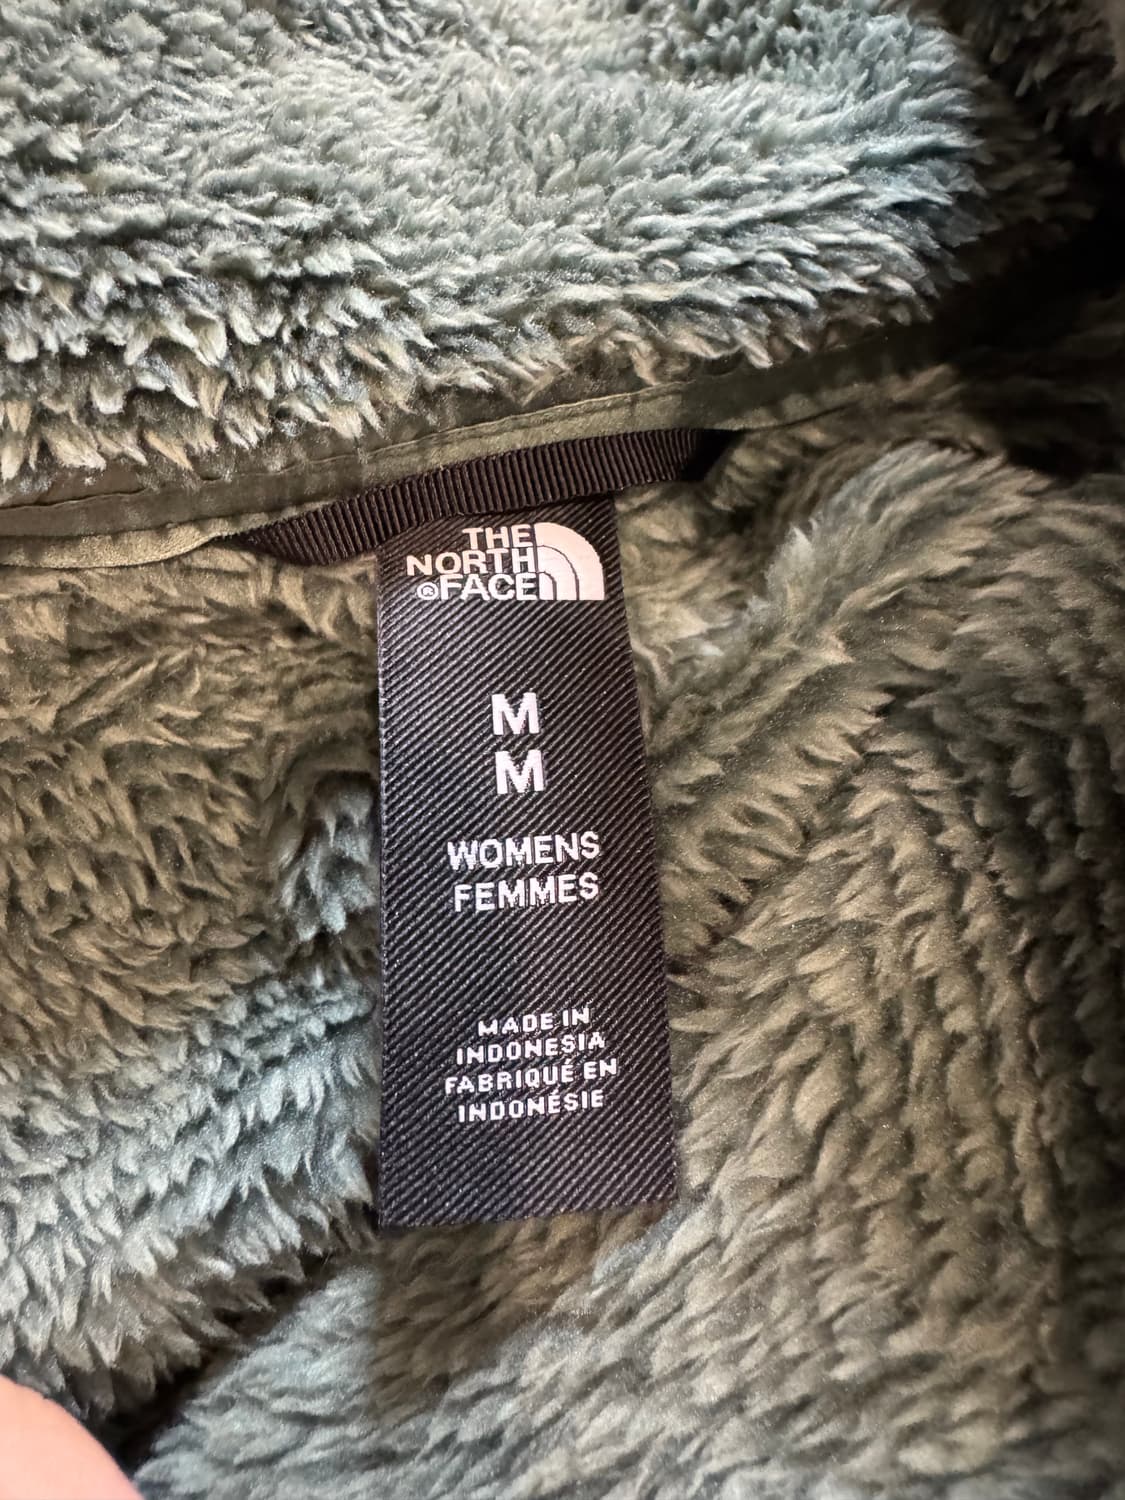 THE
NORTH
®FACE
M
M
WOMENS
FEMMES
MADE IN
INDONESIA
FABRIQUÉ EN
INDONÉSIE